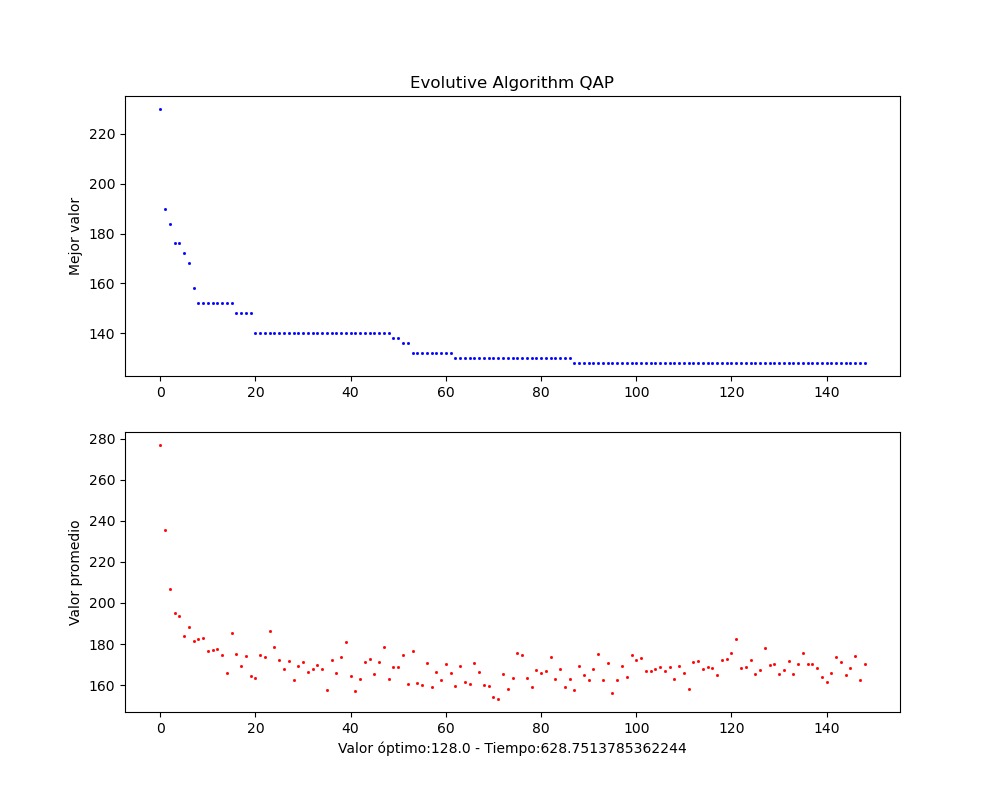 Evolutive Algorithm QAP
Mejor valor
220
200
180
160
140
0 20 40 60 80 100 120 140
Valor promedio
280
260
240
220
200
180
160
0 20 40 60 80 100 120 140
Valor óptimo:128.0 - Tiempo:628.7513785362244